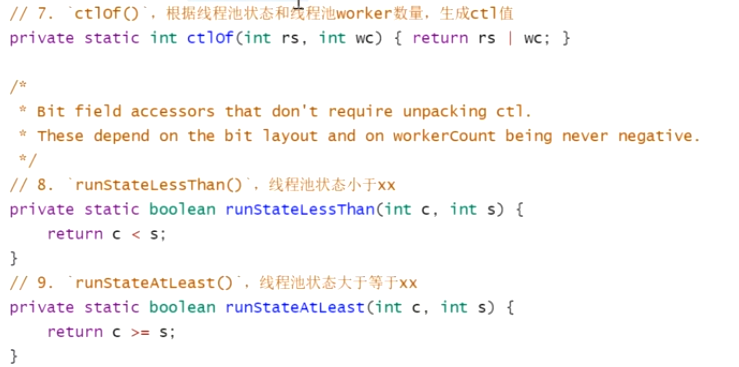 // 7. `ctlOf()`，根据线程池状态和线程池worker数量，生成ctl值
private static int ctlOf(int rs, int wc) { return rs | wc; }
/*
 * Bit field accessors that don't require unpacking ctl.
 * These depend on the bit layout and on workerCount being never negative.
 */
// 8. `runStateLessThan()`，线程池状态小于xx
private static boolean runStateLessThan(int c, int s) {
    return c < s;
}
// 9. `runStateAtLeast()`，线程池状态大于等于xx
private static boolean runStateAtLeast(int c, int s) {
    return c >= s;
}